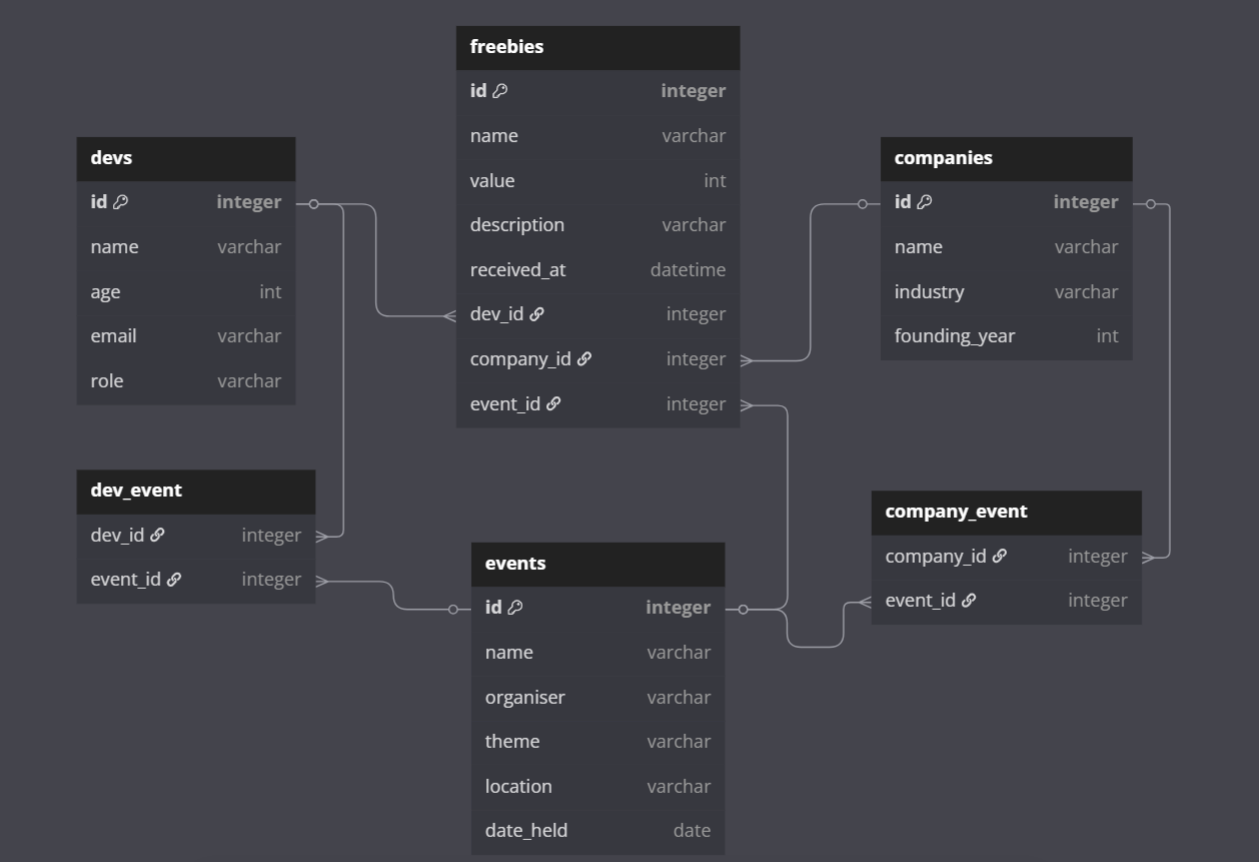 freebies
id integer
name varchar
value int
description varchar
received_at datetime
dev_id integer
company_id integer
event_id integer
devs
id integer
name varchar
age int
email varchar
role varchar
companies
id integer
name varchar
industry varchar
founding_year int
dev_event
dev_id integer
event_id integer
events
id integer
name varchar
organiser varchar
theme varchar
location varchar
date_held date
company_event
company_id integer
event_id integer